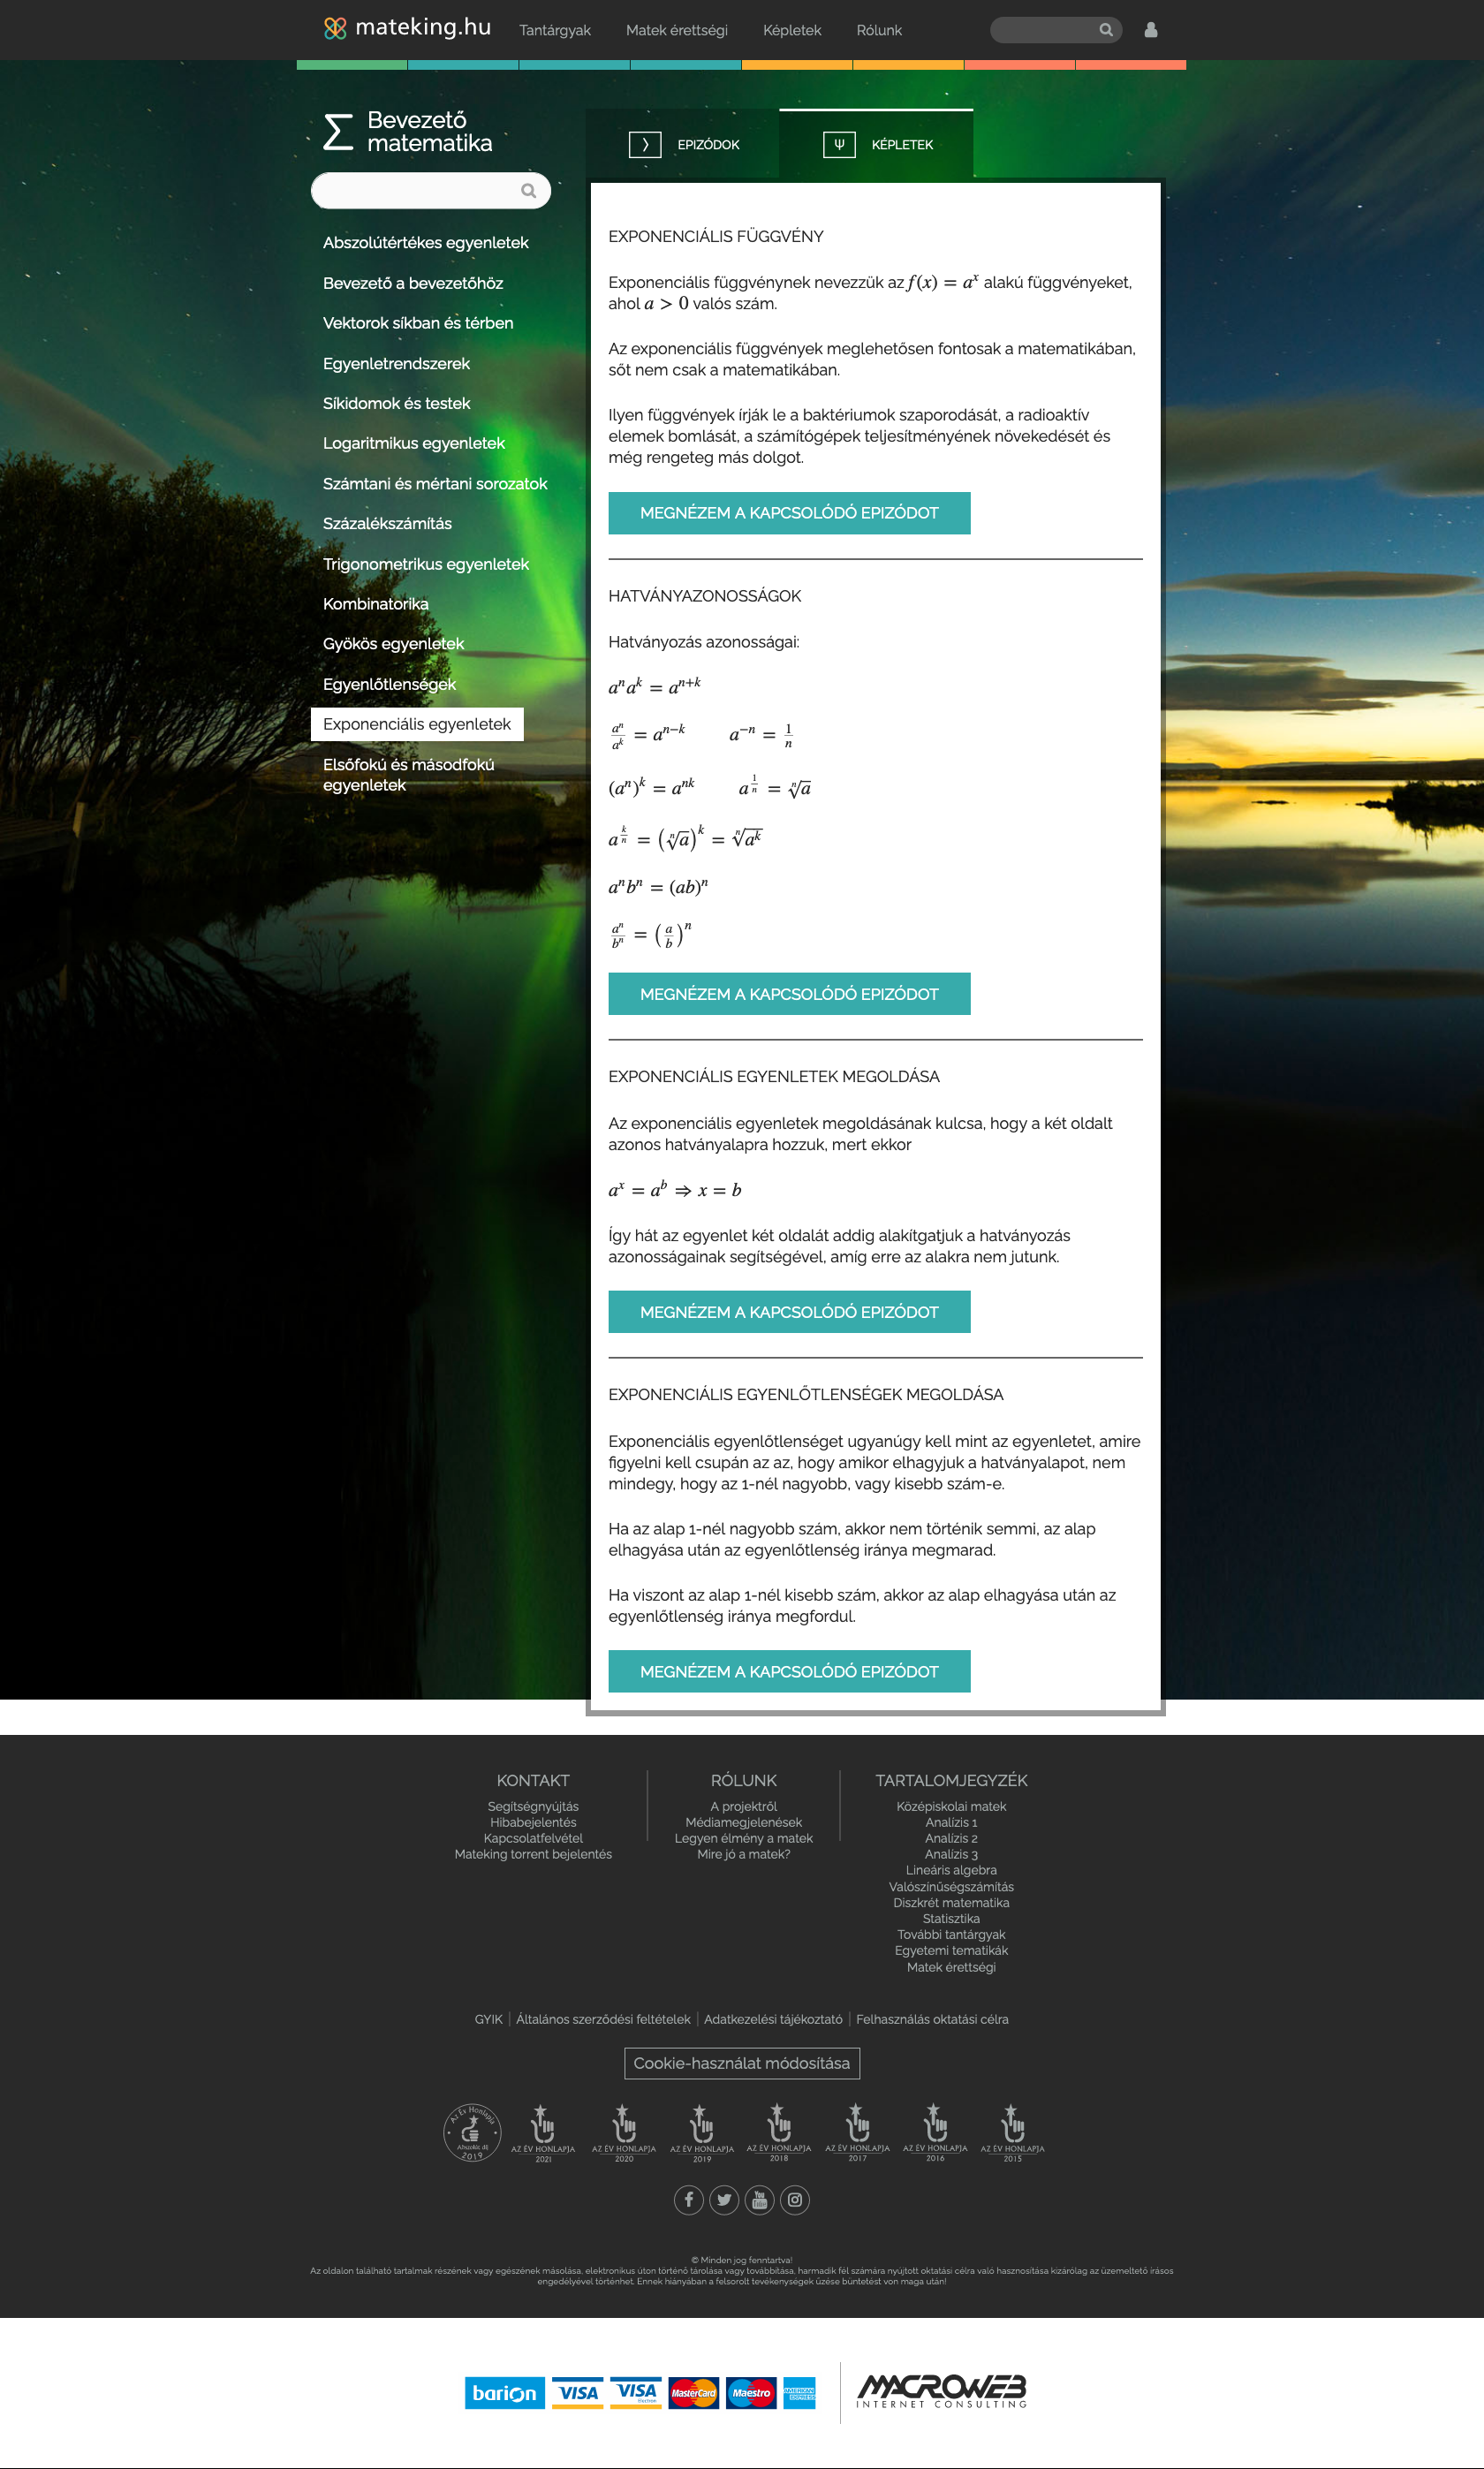 mateking.hu
Tantárgyak
Matek érettségi
Képletek
Rólunk
Σ Bevezető
matematika
EPIZÓDOK
Ψ KÉPLETEK
Abszolútértékes egyenletek
Bevezető a bevezetőhöz
Vektorok síkban és térben
Egyenletrendszerek
Síkidomok és testek
Logaritmikus egyenletek
Számtani és mértani sorozatok
Százalékszámítás
Trigonometrikus egyenletek
Kombinatorika
Gyökös egyenletek
Egyenlőtlenségek
Exponenciális egyenletek
Elsőfokú és másodfokú
egyenletek
EXPONENCIÁLIS FÜGGVÉNY
Exponenciális függvénynek nevezzük az f(x) = a^x alakú függvényeket,
ahol a > 0 valós szám.
Az exponenciális függvények meglehetősen fontosak a matematikában,
sőt nem csak a matematikában.
Ilyen függvények írják le a baktériumok szaporodását, a radioaktív
elemek bomlását, a számítógépek teljesítményének növekedését és
még rengeteg más dolgot.
MEGNÉZEM A KAPCSOLÓDÓ EPIZÓDOT
HATVÁNYAZONOSSÁGOK
Hatványozás azonosságai:
a^n a^k = a^{n+k}
\frac{a^n}{a^k} = a^{n−k}    a^{−n} = \frac{1}{n}
(a^n)^k = a^{nk}    a^{\frac{1}{n}} = \sqrt[n]{a}
a^{\frac{k}{n}} = (\sqrt[n]{a})^k = \sqrt[n]{a^k}
a^n b^n = (ab)^n
\frac{a^n}{b^n} = (\frac{a}{b})^n
MEGNÉZEM A KAPCSOLÓDÓ EPIZÓDOT
EXPONENCIÁLIS EGYENLETEK MEGOLDÁSA
Az exponenciális egyenletek megoldásának kulcsa, hogy a két oldalt
azonos hatványalapra hozzuk, mert ekkor
a^x = a^b ⇒ x = b
Így hát az egyenlet két oldalát addig alakítgatjuk a hatványozás
azonosságainak segítségével, amíg erre az alakra nem jutunk.
MEGNÉZEM A KAPCSOLÓDÓ EPIZÓDOT
EXPONENCIÁLIS EGYENLŐTLENSÉGEK MEGOLDÁSA
Exponenciális egyenlőtlenséget ugyanúgy kell mint az egyenletet, amire
figyelni kell csupán az az, hogy amikor elhagyjuk a hatványalapot, nem
mindegy, hogy az 1-nél nagyobb, vagy kisebb szám-e.
Ha az alap 1-nél nagyobb szám, akkor nem történik semmi, az alap
elhagyása után az egyenlőtlenség iránya megmarad.
Ha viszont az alap 1-nél kisebb szám, akkor az alap elhagyása után az
egyenlőtlenség iránya megfordul.
MEGNÉZEM A KAPCSOLÓDÓ EPIZÓDOT
KONTAKT
Segítségnyújtás
Hibabejelentés
Kapcsolatfelvétel
Mateking torrent bejelentés
RÓLUNK
A projektről
Médiamegjelenések
Legyen élmény a matek
Mire jó a matek?
TARTALOMJEGYZÉK
Középiskolai matek
Analízis 1
Analízis 2
Analízis 3
Lineáris algebra
Valószínűségszámítás
Diszkrét matematika
Statisztika
További tantárgyak
Egyetemi tematikák
Matek érettségi
GYIK | Általános szerződési feltételek | Adatkezelési tájékoztató | Felhasználás oktatási célra
Cookie-használat módosítása
Az Év Honlapja
2019
AZ ÉV HONLAPJA
2021
AZ ÉV HONLAPJA
2020
AZ ÉV HONLAPJA
2019
AZ ÉV HONLAPJA
2018
AZ ÉV HONLAPJA
2017
AZ ÉV HONLAPJA
2016
AZ ÉV HONLAPJA
2015
You
© Minden jog fenntartva!
Az oldalon található tartalmak részének vagy egészének másolása, elektronikus úton történő tárolása vagy továbbítása, harmadik fél számára nyújtott oktatási célra való hasznosítása kizárólag az üzemeltető írásos
engedélyével történhet. Ennek hiányában a felsorolt tevékenységek űzése büntetést von maga után!
barion
VISA
VISA
Electron
MasterCard
Maestro
AMERICAN
EXPRESS
MACROWEB
INTERNET CONSULTING